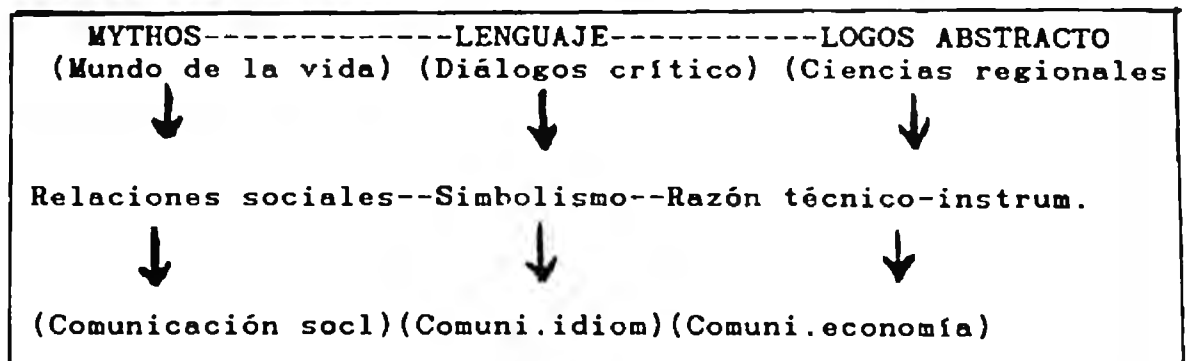 MYTHOS-------------LENGUAJE-----------LOGOS ABSTRACTO
(Mundo de la vida) (Diálogos crítico) (Ciencias regionales
Relaciones sociales--Simbolismo--Razón técnico-instrum.
(Comunicación socl)(Comuni.idiom)(Comuni.economía)